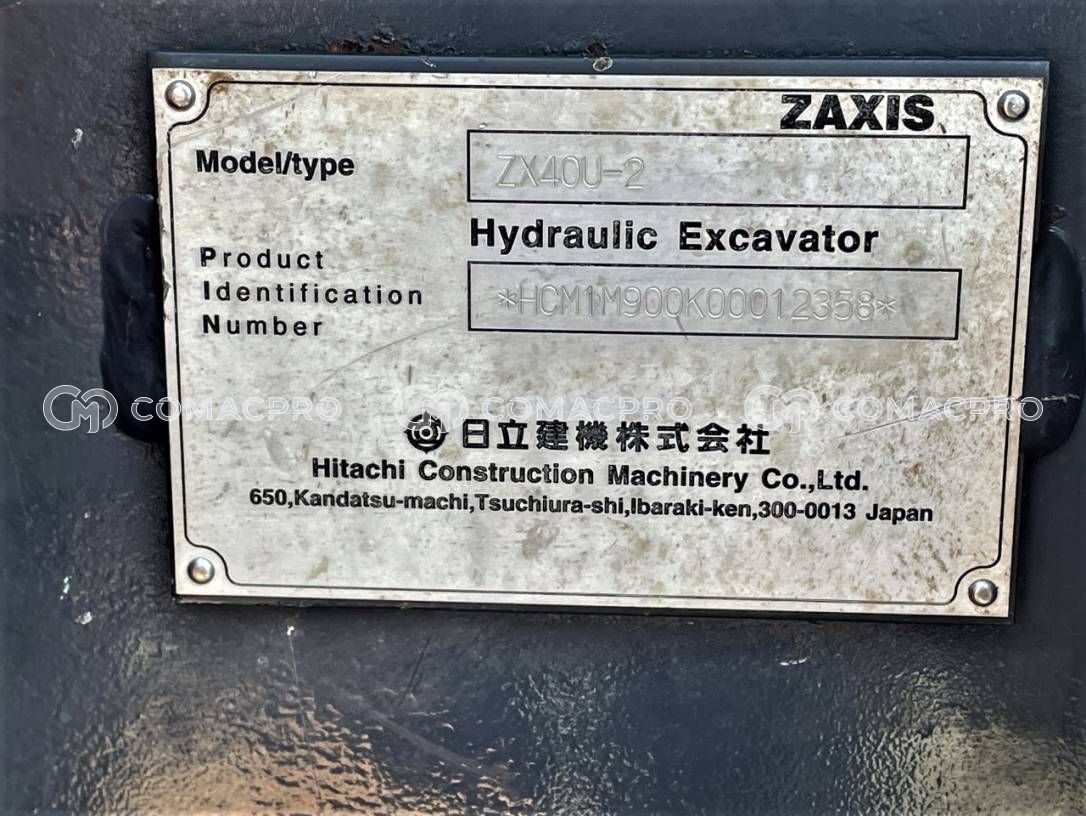 ZAXIS
Model/type
ZX40U-2
Hydraulic Excavator
Product
Identification
Number
*HCM1M900K00012358*
COMACPRO COMACPRO COMACPRO
日立建機株式会社
Hitachi Construction Machinery Co.,Ltd.
650,Kandatsu-machi,Tsuchiura-shi,Ibaraki-ken,300-0013 Japan